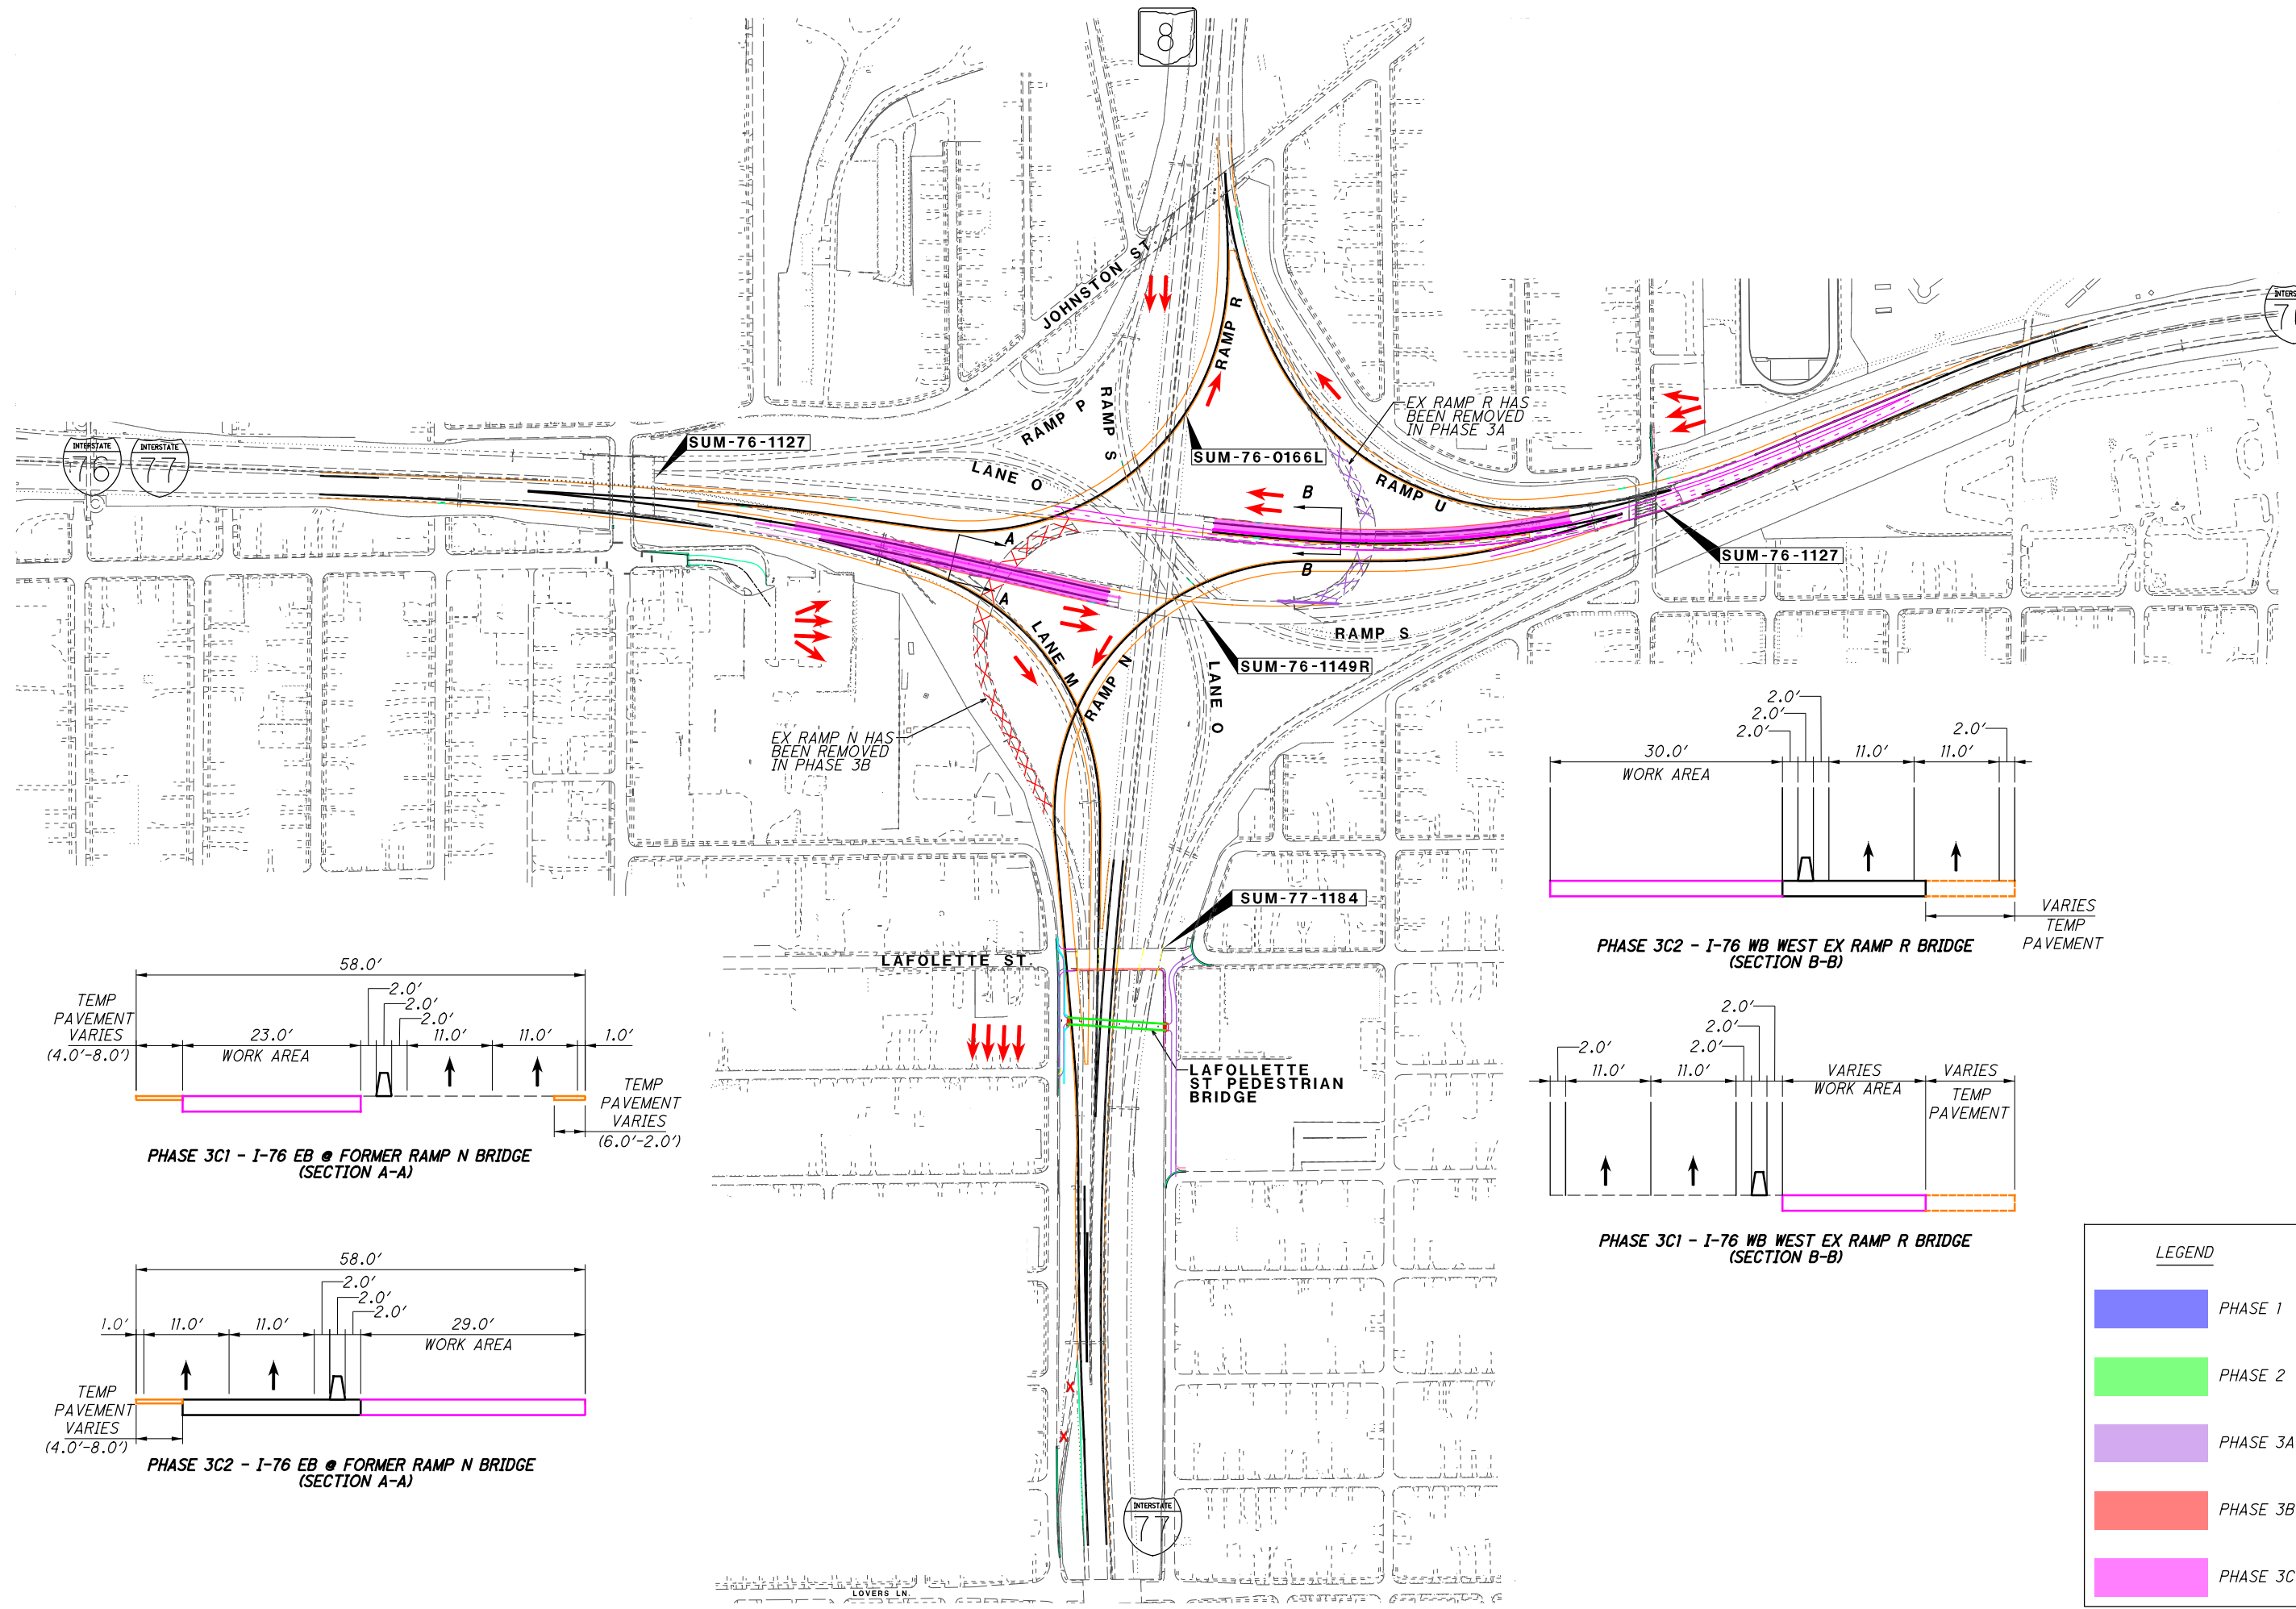 8
JOHNSTON ST.
RAMP R
RAMP P
RAMP S
LANE O
INTERSTATE
76
INTERSTATE
77
SUM-76-1127
SUM-76-0166L
EX RAMP R HAS
BEEN REMOVED
IN PHASE 3A
RAMP U
B
B
A
A
SUM-76-1127
RAMP S
LANE M
RAMP N
SUM-76-1149R
LANE O
EX RAMP N HAS
BEEN REMOVED
IN PHASE 3B
SUM-77-1184
LAFOLETTE ST.
LAFOLLETTE
ST PEDESTRIAN
BRIDGE
X
X
INTERSTATE
77
LOVERS LN.
58.0'
TEMP
PAVEMENT
VARIES
(4.0'-8.0')
23.0'
WORK AREA
2.0'
2.0'
2.0'
11.0'
11.0'
1.0'
TEMP
PAVEMENT
VARIES
(6.0'-2.0')
PHASE 3C1 - I-76 EB @ FORMER RAMP N BRIDGE
(SECTION A-A)
58.0'
2.0'
2.0'
2.0'
1.0'
11.0'
11.0'
29.0'
WORK AREA
TEMP
PAVEMENT
VARIES
(4.0'-8.0')
PHASE 3C2 - I-76 EB @ FORMER RAMP N BRIDGE
(SECTION A-A)
2.0'
2.0'
2.0'
2.0'
30.0'
WORK AREA
11.0'
11.0'
VARIES
TEMP
PAVEMENT
PHASE 3C2 - I-76 WB WEST EX RAMP R BRIDGE
(SECTION B-B)
2.0'
2.0'
2.0'
2.0'
11.0'
11.0'
VARIES
WORK AREA
VARIES
TEMP
PAVEMENT
PHASE 3C1 - I-76 WB WEST EX RAMP R BRIDGE
(SECTION B-B)
LEGEND
PHASE 1
PHASE 2
PHASE 3A
PHASE 3B
PHASE 3C